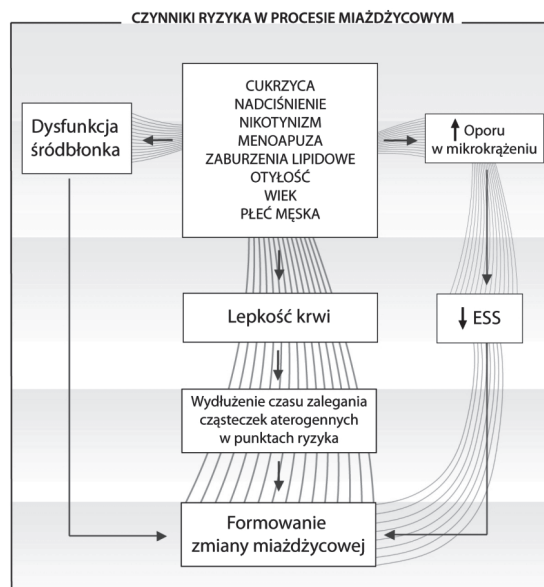 CZYNNIKI RYZYKA W PROCESIE MIAŻDŻYCOWYM
CUKRZYCA
NADCIŚNIENIE
NIKOTYNIZM
MENOAPUZA
ZABURZENIA LIPIDOWE
OTYŁOŚĆ
WIEK
PŁEĆ MĘSKA
Dysfunkcja
śródbłonka
↑ Oporu
w mikrokrążeniu
Lepkość krwi
↓ ESS
Wydłużenie czasu zalegania
cząsteczek aterogennych
w punktach ryzyka
Formowanie
zmiany miażdżycowej